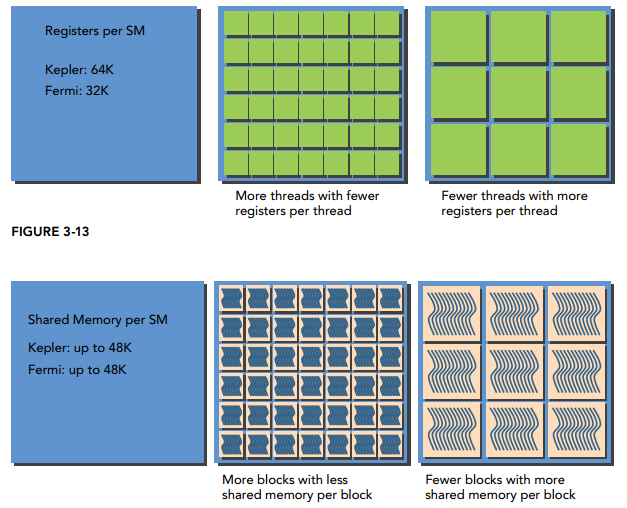 Registers per SM
Kepler: 64K
Fermi: 32K
More threads with fewer
registers per thread
Fewer threads with more
registers per thread
FIGURE 3-13
Shared Memory per SM
Kepler: up to 48K
Fermi: up to 48K
More blocks with less
shared memory per block
Fewer blocks with more
shared memory per block